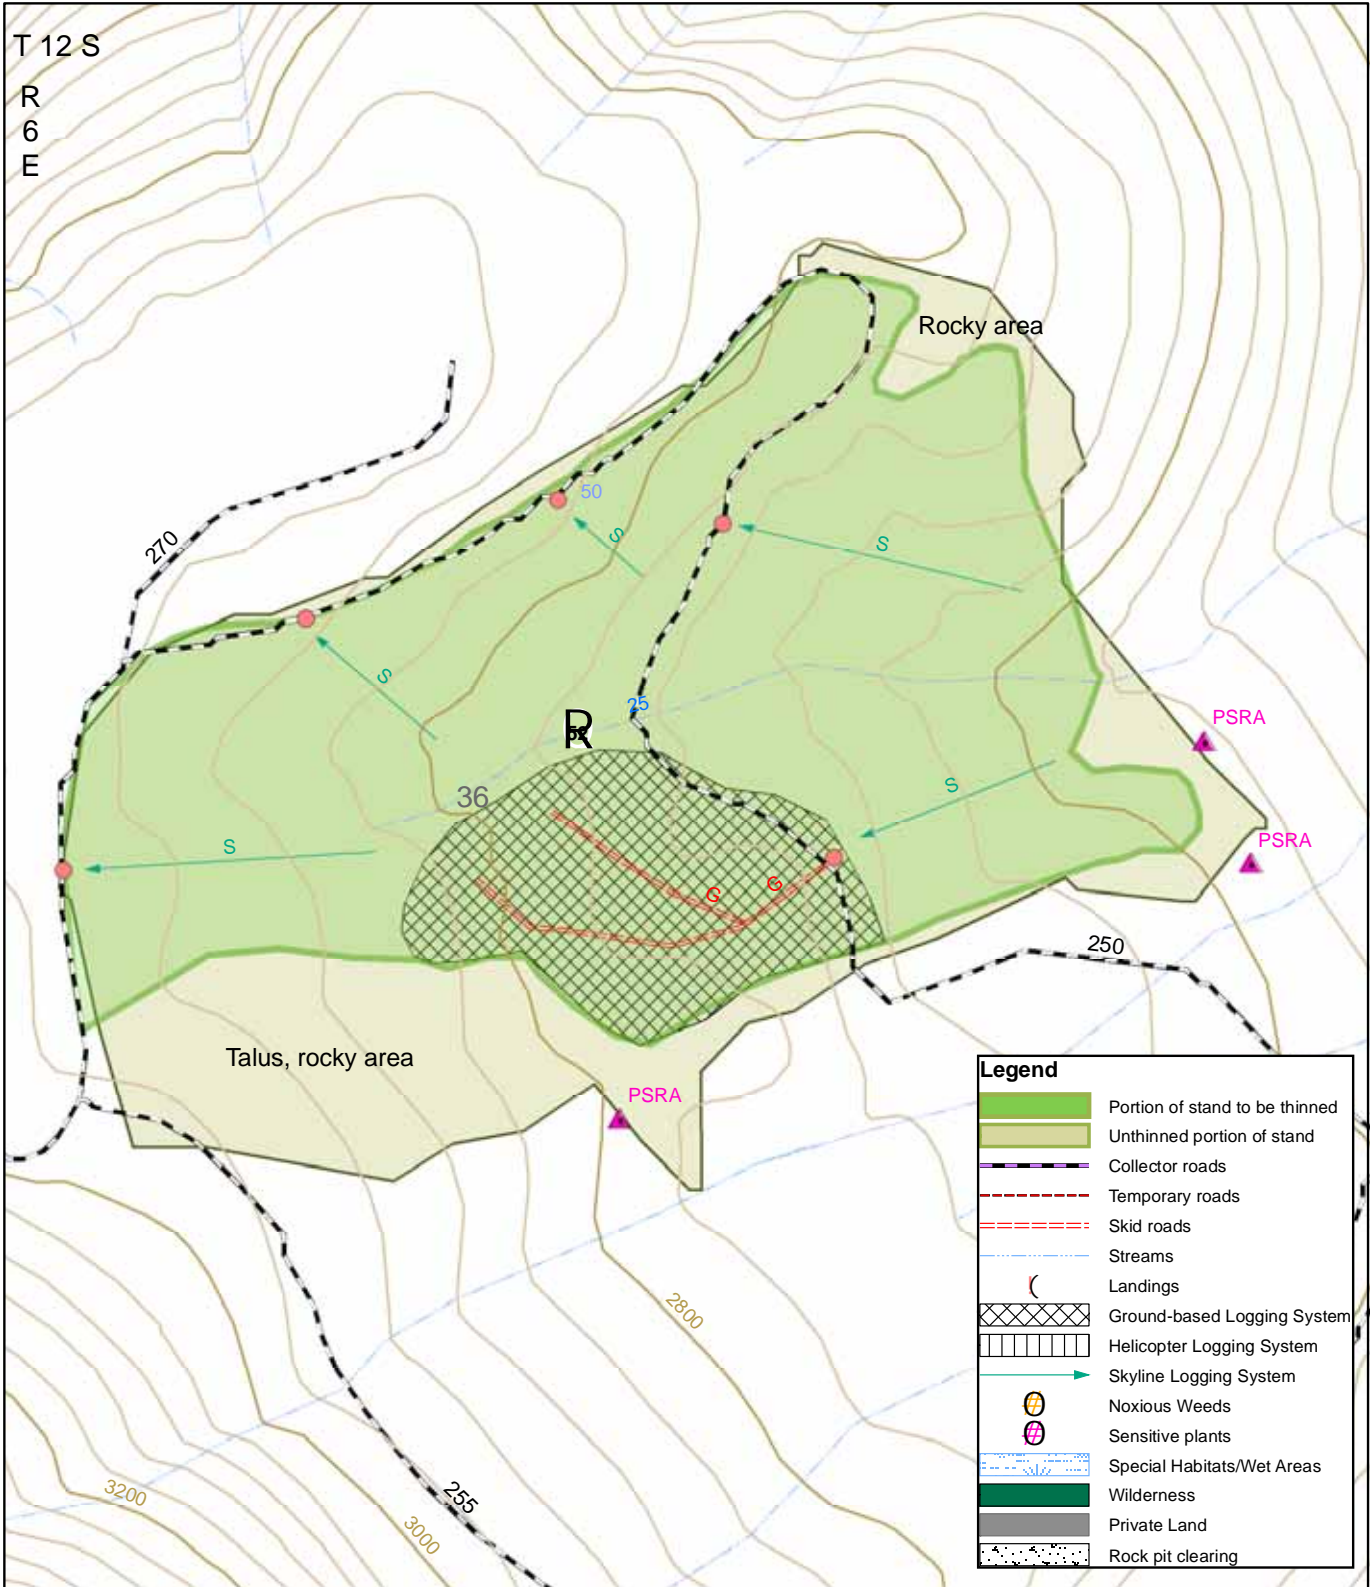 T 12 S
R
6
E
Rocky area
50
S
S
270
S
25
PSRA
R
36
S
PSRA
S
G
G
250
Talus, rocky area
PSRA
2800
3200
3000
255
Legend
Portion of stand to be thinned
Unthinned portion of stand
Collector roads
Temporary roads
Skid roads
Streams
Landings
Ground-based Logging System
Helicopter Logging System
Skyline Logging System
Noxious Weeds
Sensitive plants
Special Habitats/Wet Areas
Wilderness
Private Land
Rock pit clearing